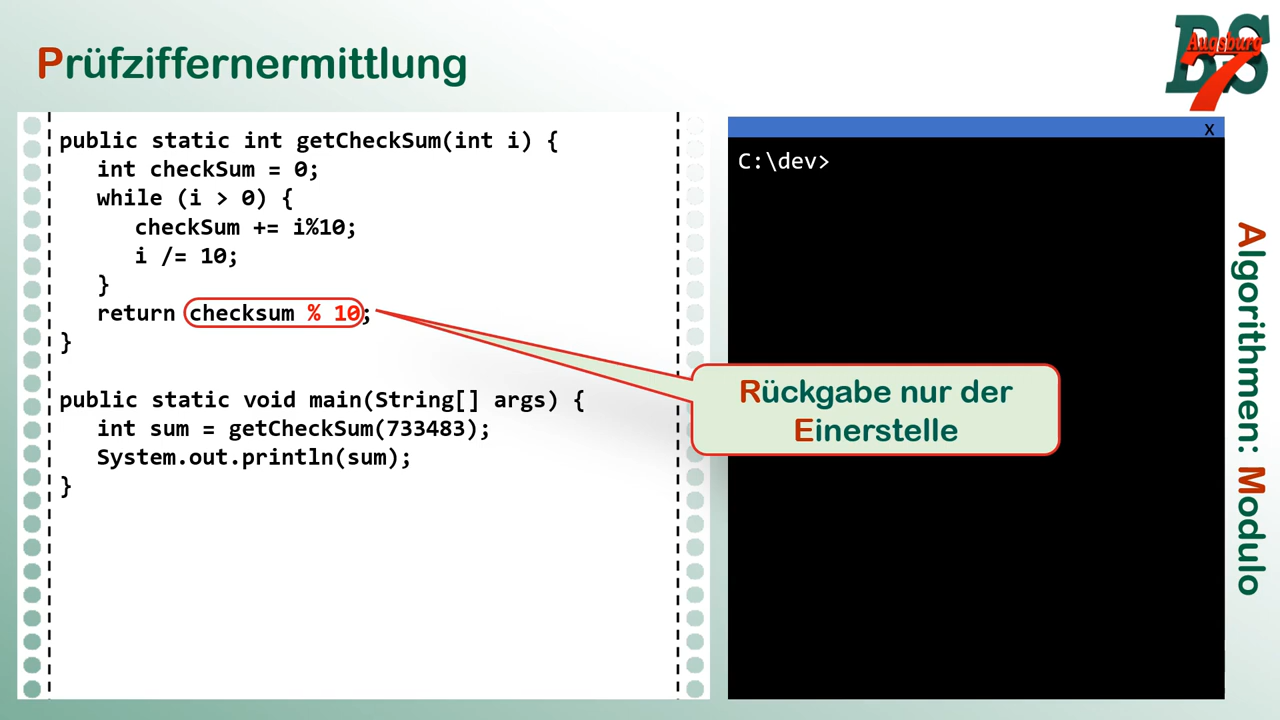 Prüfziffernermittlung
BS
Augsburg
7
public static int getCheckSum(int i) {
int checkSum = 0;
while (i > 0) {
checkSum += i%10;
i /= 10;
}
return checksum % 10;
}
public static void main(String[] args) {
int sum = getCheckSum(733483);
System.out.println(sum);
}
x
C:\dev>
Rückgabe nur der
Einerstelle
Algorithmen: Modulo